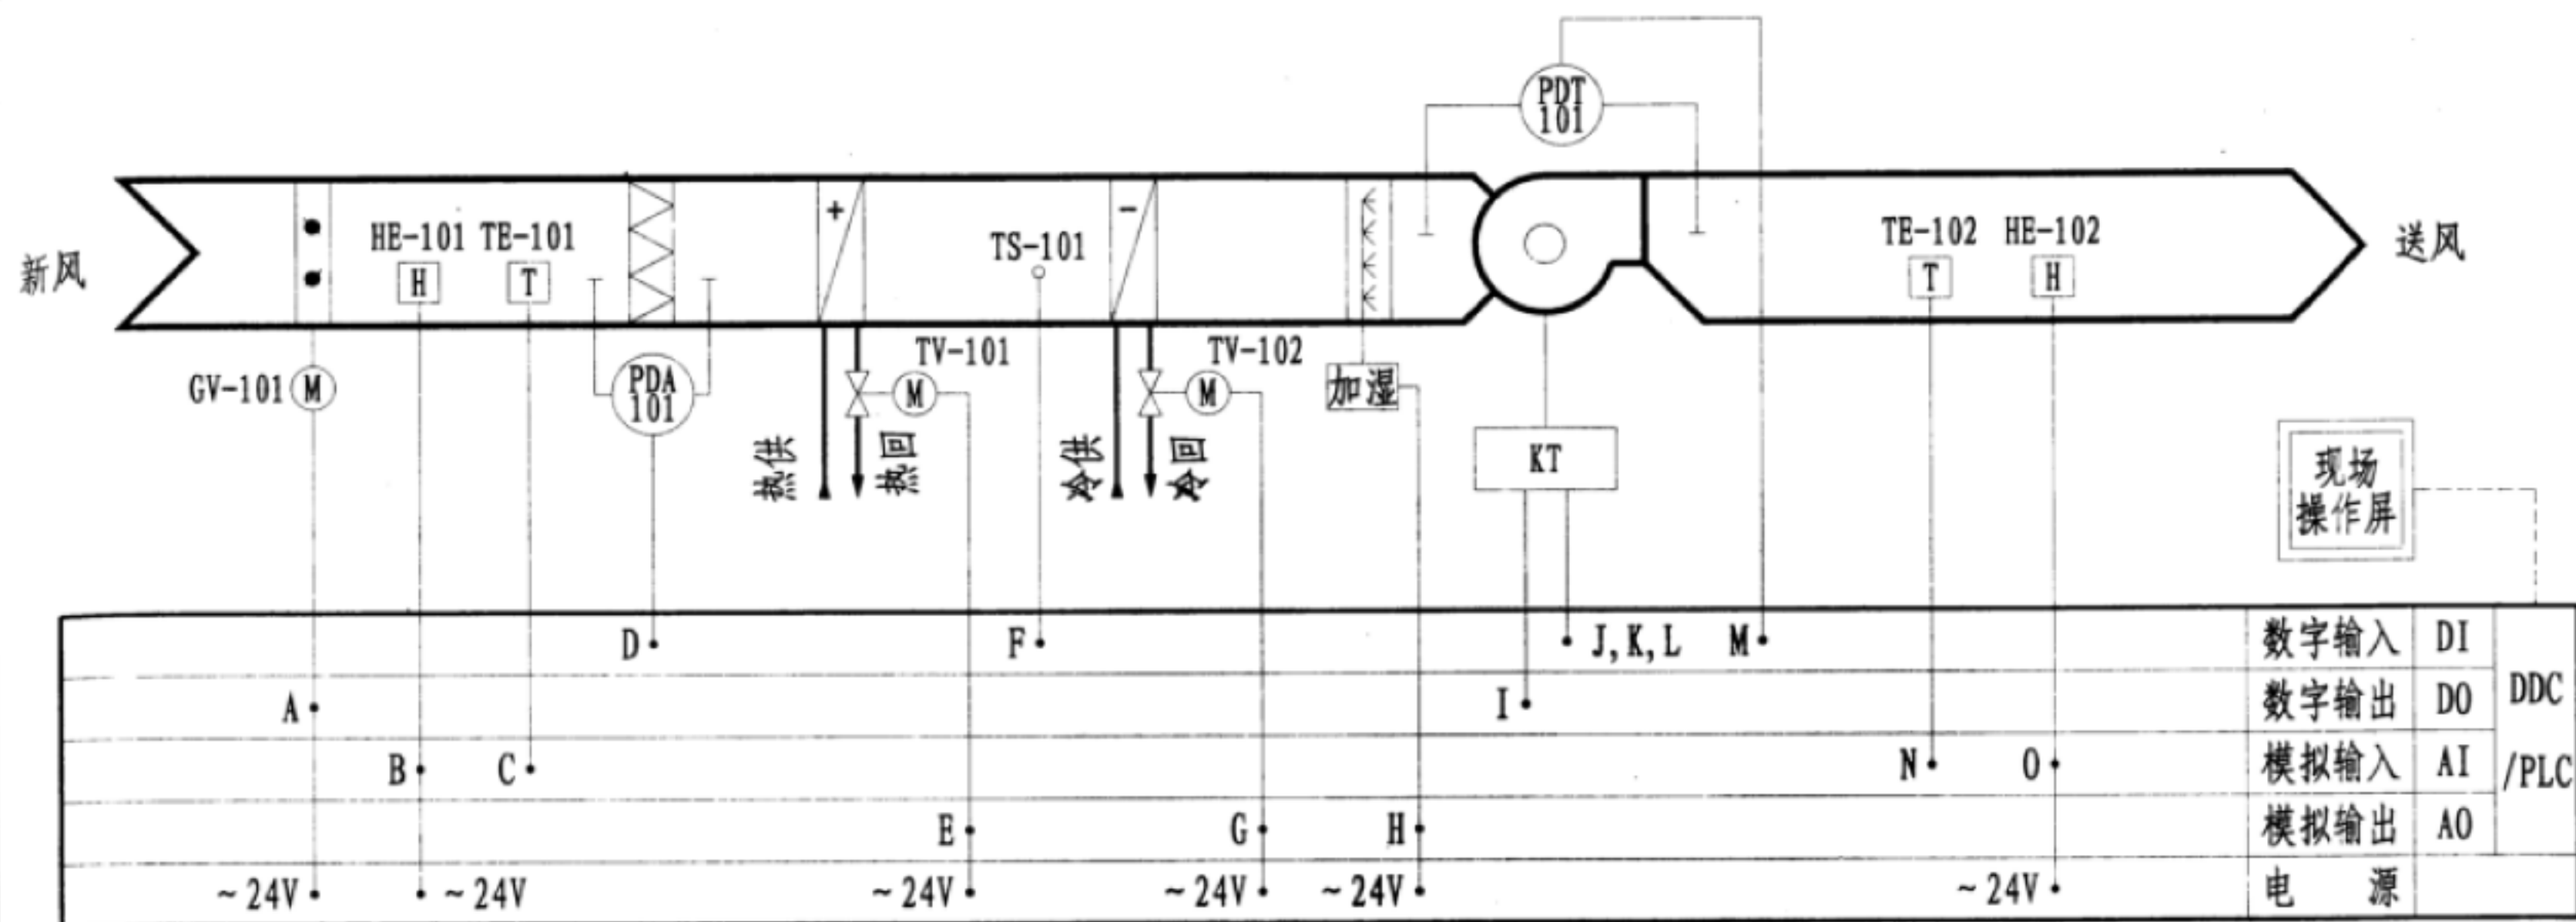 PDT
101
HE-101 TE-101
+
TS-101
-
TE-102 HE-102
新风
H
T
T
H
送风
GV-101
M
PDA
101
TV-101
M
TV-102
M
加湿
热供
热回
冷供
冷回
KT
现场
操作屏
D
F
J,K,L
M
数字输入
DI
A
I
数字输出
DO
DDC
B
C
N
O
模拟输入
AI
/PLC
E
G
H
模拟输出
AO
~24V
~24V
~24V
~24V
~24V
~24V
电 源